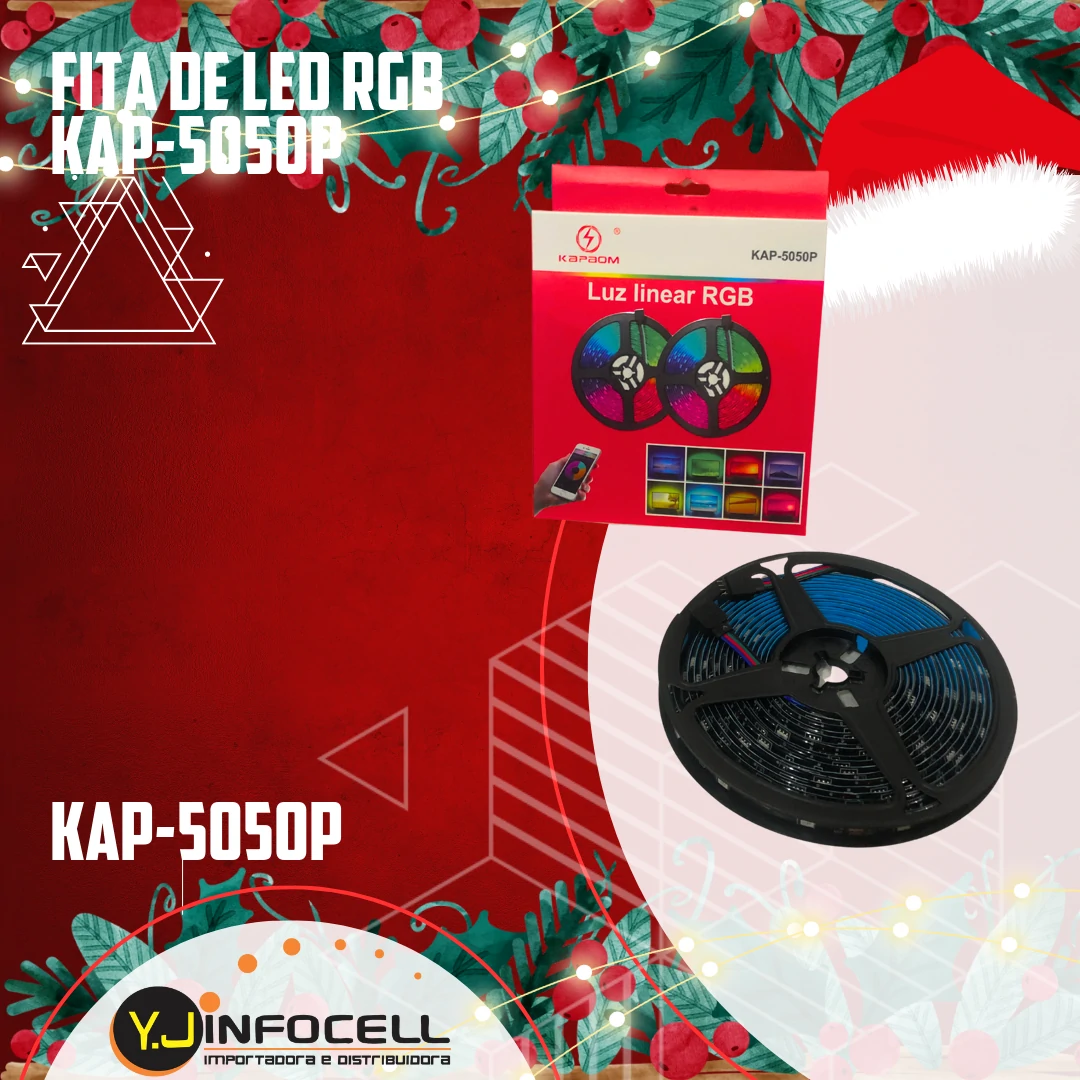 FITA DE LED RGB
KAP-5050P
KAPAOM ®
KAP-5050P
Luz linear RGB
KAP-5050P
Y.J INFOCELL
IMPORTADORA E DISTRIBUIDORA